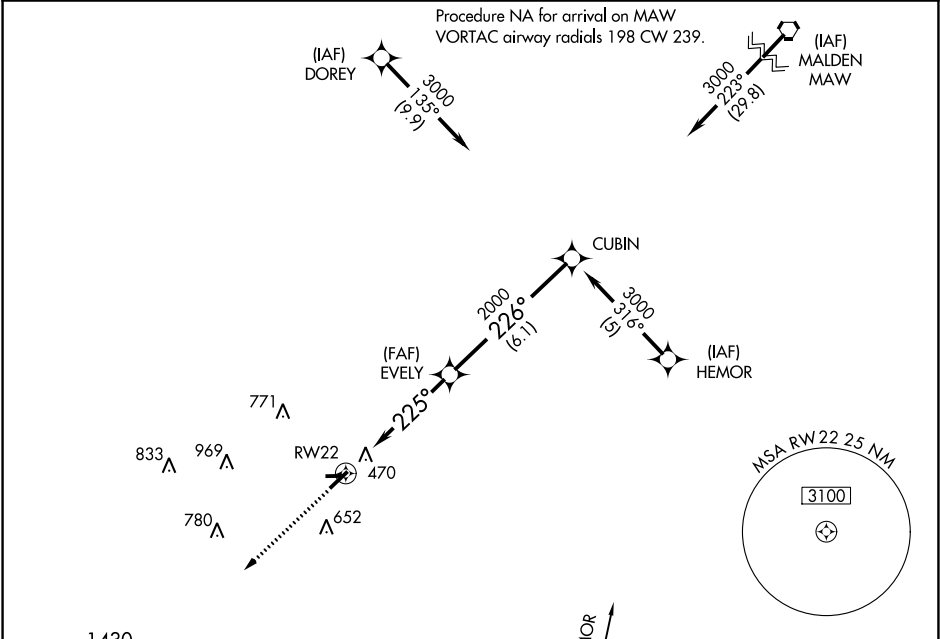 Procedure NA for arrival on MAW
VORTAC airway radials 198 CW 239.
(IAF)
DOREY
3000
135°
(9.9)
(IAF)
MALDEN
MAW
3000
223°
(29.8)
CUBIN
2000
226°
(6.1)
3000
316°
(5)
(IAF)
HEMOR
(FAF)
EVELY
225°
771
833
969
RW22
470
780
652
MSA RW22 25 NM
3100